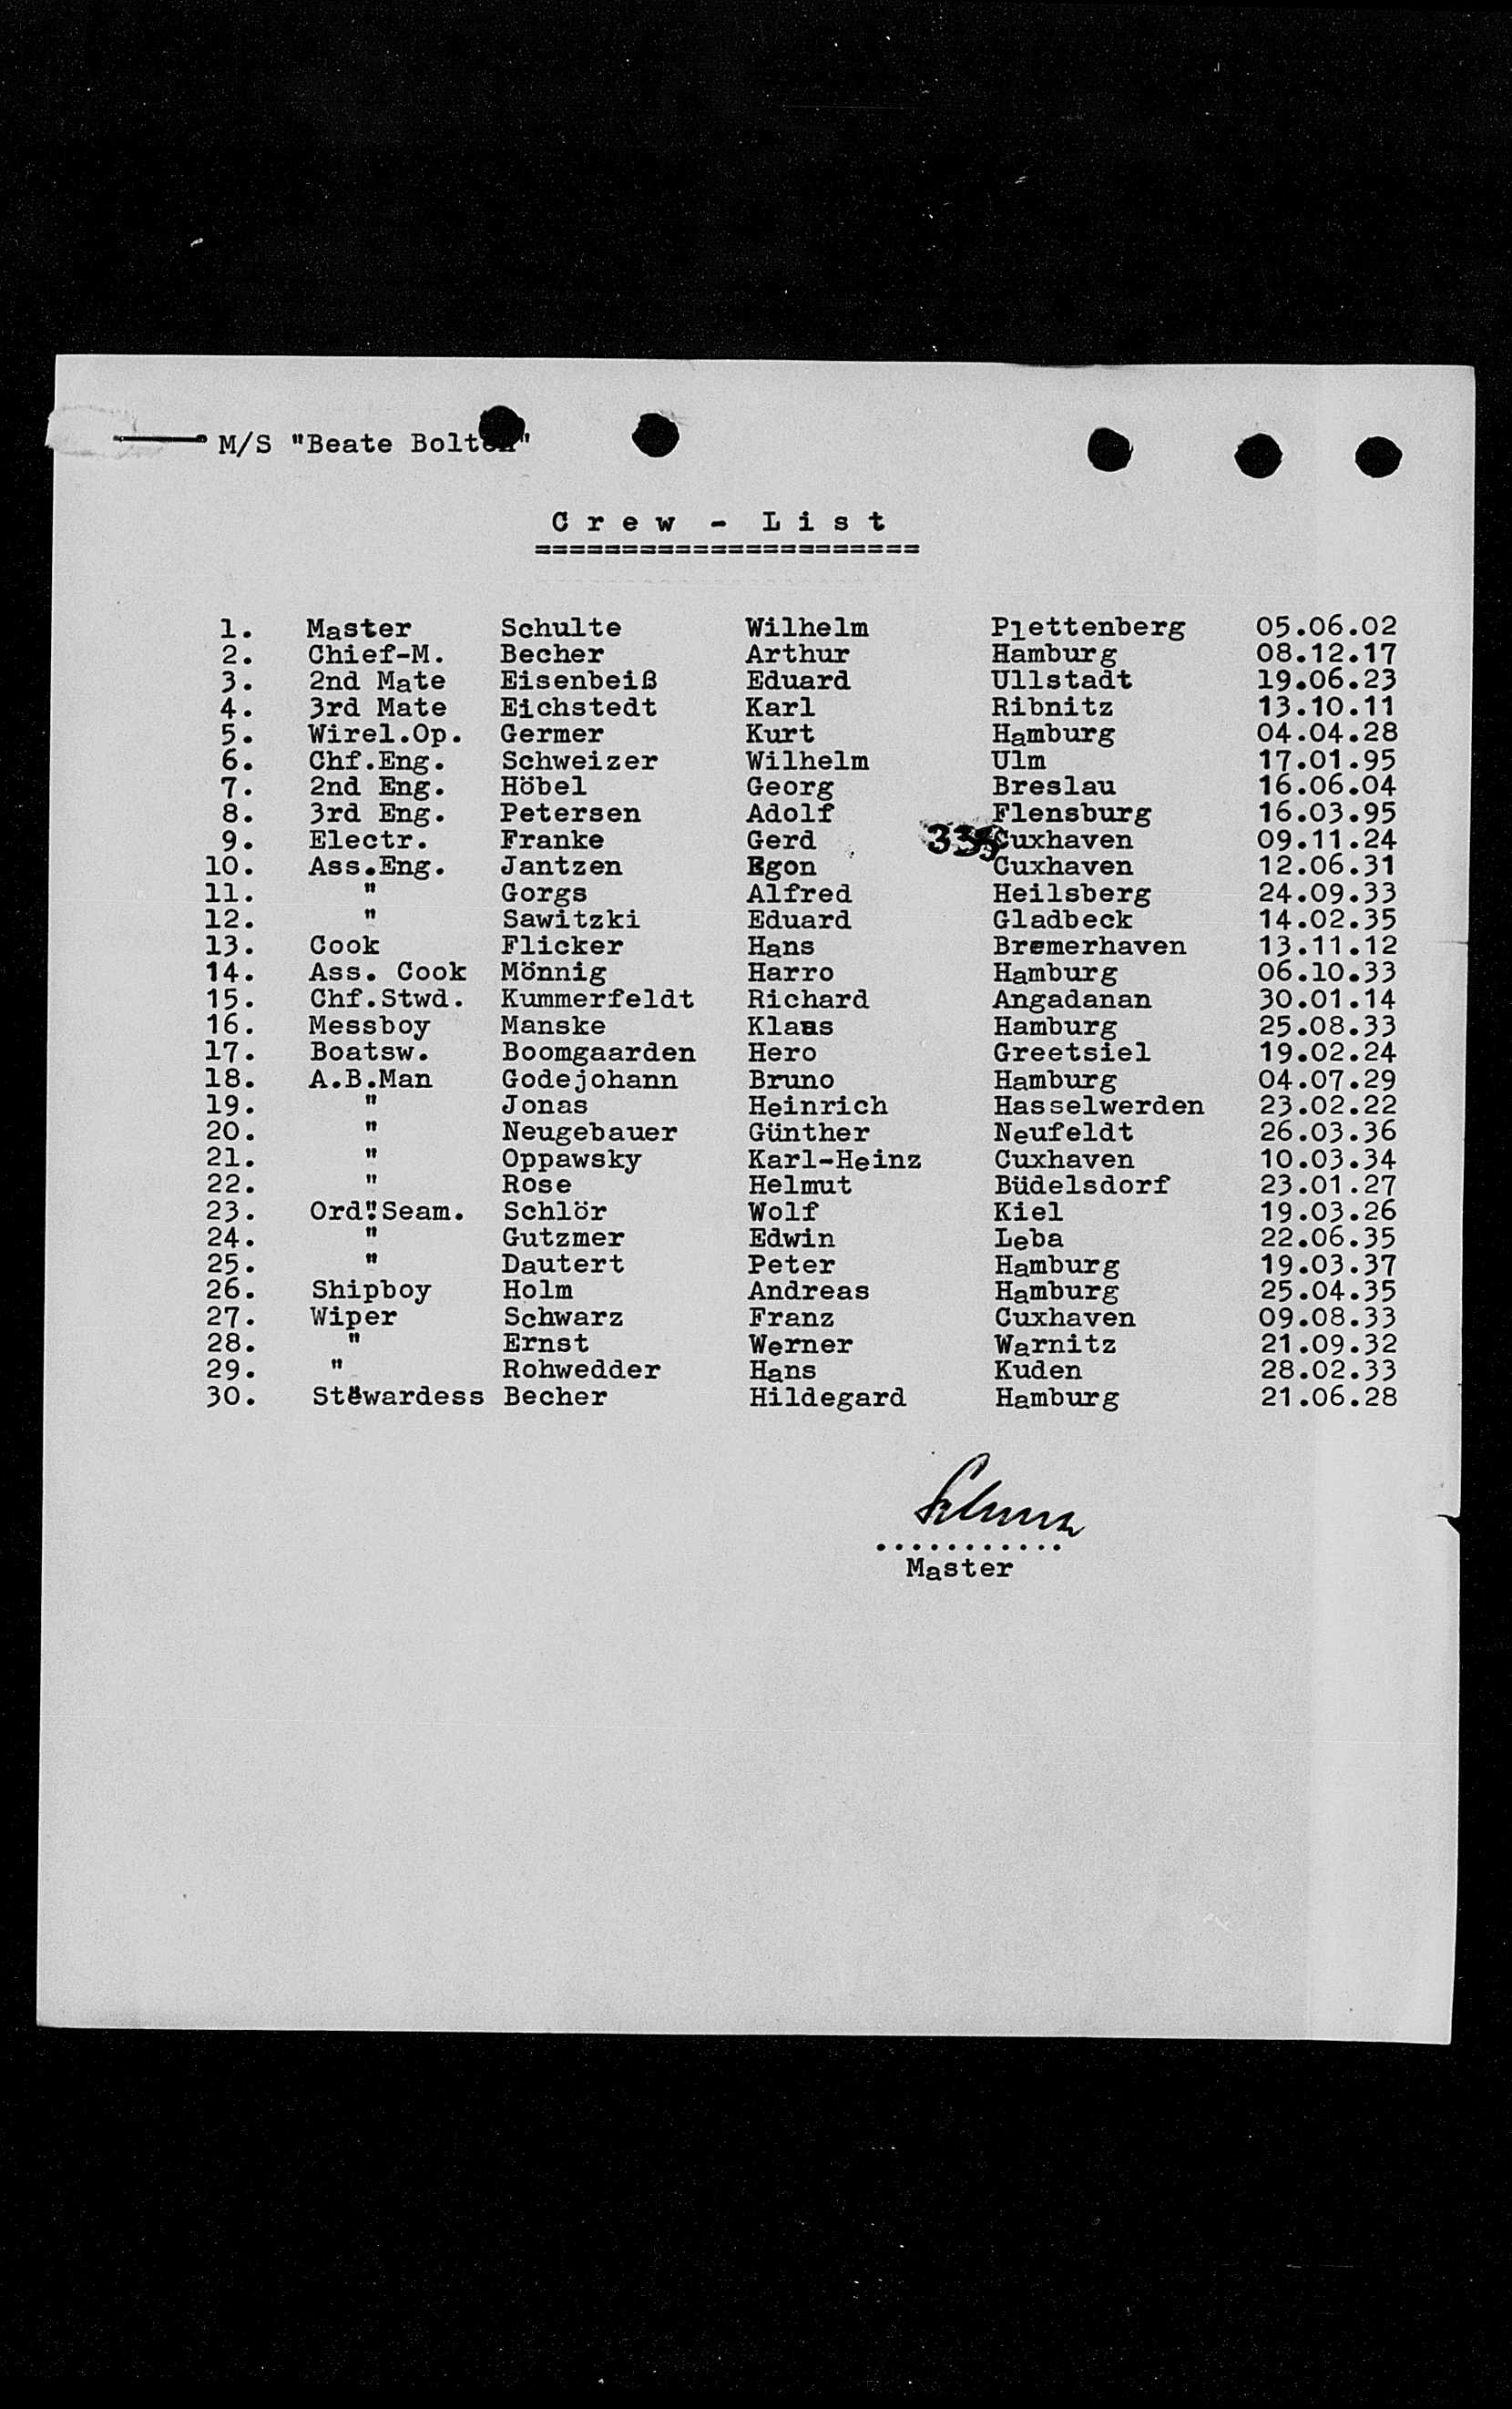 M/S "Beate Bolten"
Crew - List
======================
1. Master Schulte Wilhelm Plettenberg 05.06.02
2. Chief-M. Becher Arthur Hamburg 08.12.17
3. 2nd Mate Eisenbeiß Eduard Ullstadt 19.06.23
4. 3rd Mate Eichstedt Karl Ribnitz 13.10.11
5. Wirel.Op. Germer Kurt Hamburg 04.04.28
6. Chf.Eng. Schweizer Wilhelm Ulm 17.01.95
7. 2nd Eng. Höbel Georg Breslau 16.06.04
8. 3rd Eng. Petersen Adolf Flensburg 16.03.95
9. Electr. Franke Gerd Cuxhaven 09.11.24
10. Ass.Eng. Jantzen Egon Cuxhaven 12.06.31
11. " Gorgs Alfred Heilsberg 24.09.33
12. " Sawitzki Eduard Gladbeck 14.02.35
13. Cook Flicker Hans Bremerhaven 13.11.12
14. Ass. Cook Mönnig Harro Hamburg 06.10.33
15. Chf.Stwd. Kummerfeldt Richard Angadanan 30.01.14
16. Messboy Manske Klaus Hamburg 25.08.33
17. Boatsw. Boomgaarden Hero Greetsiel 19.02.24
18. A.B.Man Godejohann Bruno Hamburg 04.07.29
19. " Jonas Heinrich Hasselwerden 23.02.22
20. " Neugebauer Günther Neufeldt 26.03.36
21. " Oppawsky Karl-Heinz Cuxhaven 10.03.34
22. " Rose Helmut Büdelsdorf 23.01.27
23. Ord.Seam. Schlör Wolf Kiel 19.03.26
24. " Gutzmer Edwin Leba 22.06.35
25. " Dautert Peter Hamburg 19.03.37
26. Shipboy Holm Andreas Hamburg 25.04.35
27. Wiper Schwarz Franz Cuxhaven 09.08.33
28. " Ernst Werner Warnitz 21.09.32
29. " Rohwedder Hans Kuden 28.02.33
30. Stewardess Becher Hildegard Hamburg 21.06.28
...........
Master